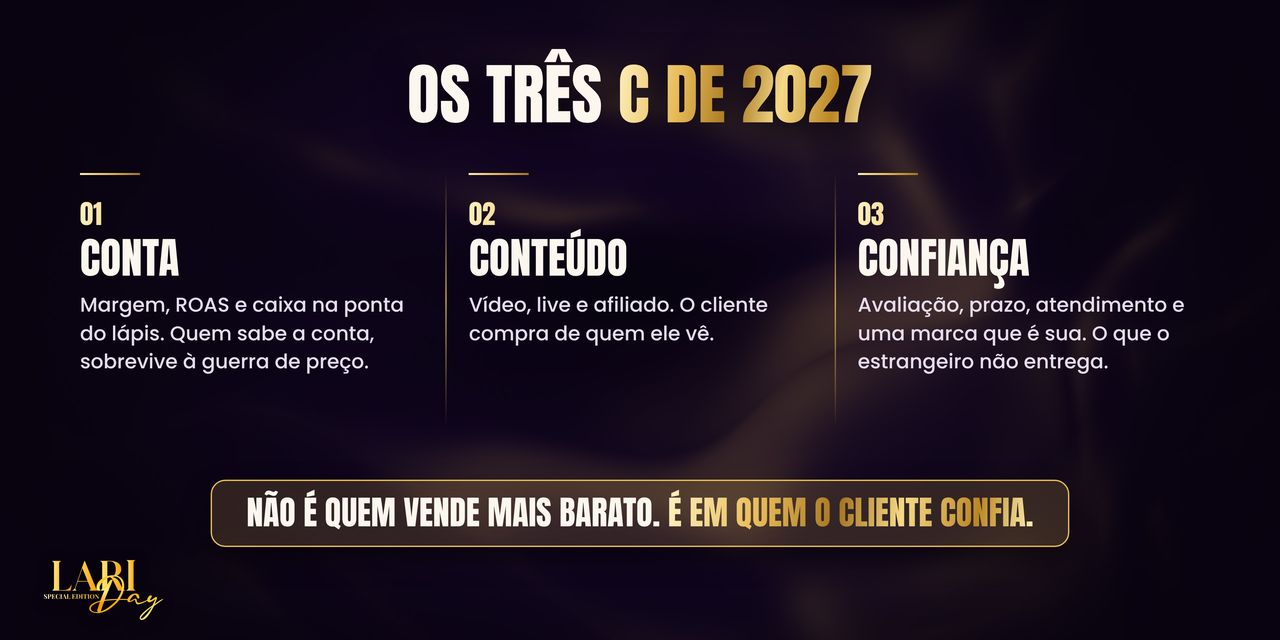 OS TRÊS C DE 2027
01
CONTA
Margem, ROAS e caixa na ponta
do lápis. Quem sabe a conta,
sobrevive à guerra de preço.
02
CONTEÚDO
Vídeo, live e afiliado. O cliente
compra de quem ele vê.
03
CONFIANÇA
Avaliação, prazo, atendimento e
uma marca que é sua. O que o
estrangeiro não entrega.
NÃO É QUEM VENDE MAIS BARATO. É EM QUEM O CLIENTE CONFIA.
LABI
SPECIAL EDITION Day